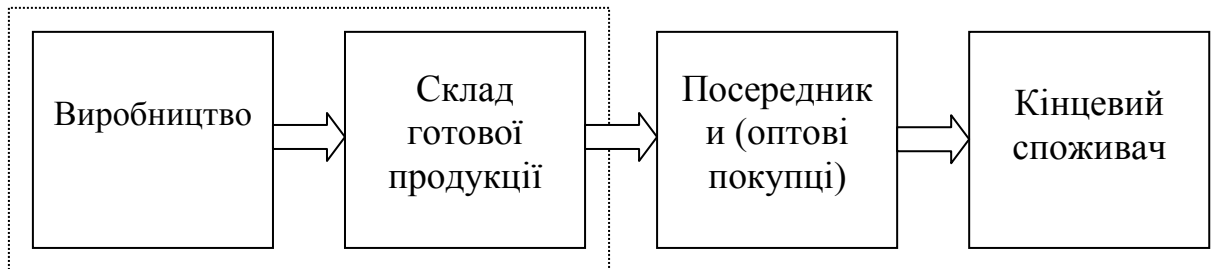 Виробництво
Склад
готової
продукції
Посередник
и (оптові
покупці)
Кінцевий
споживач